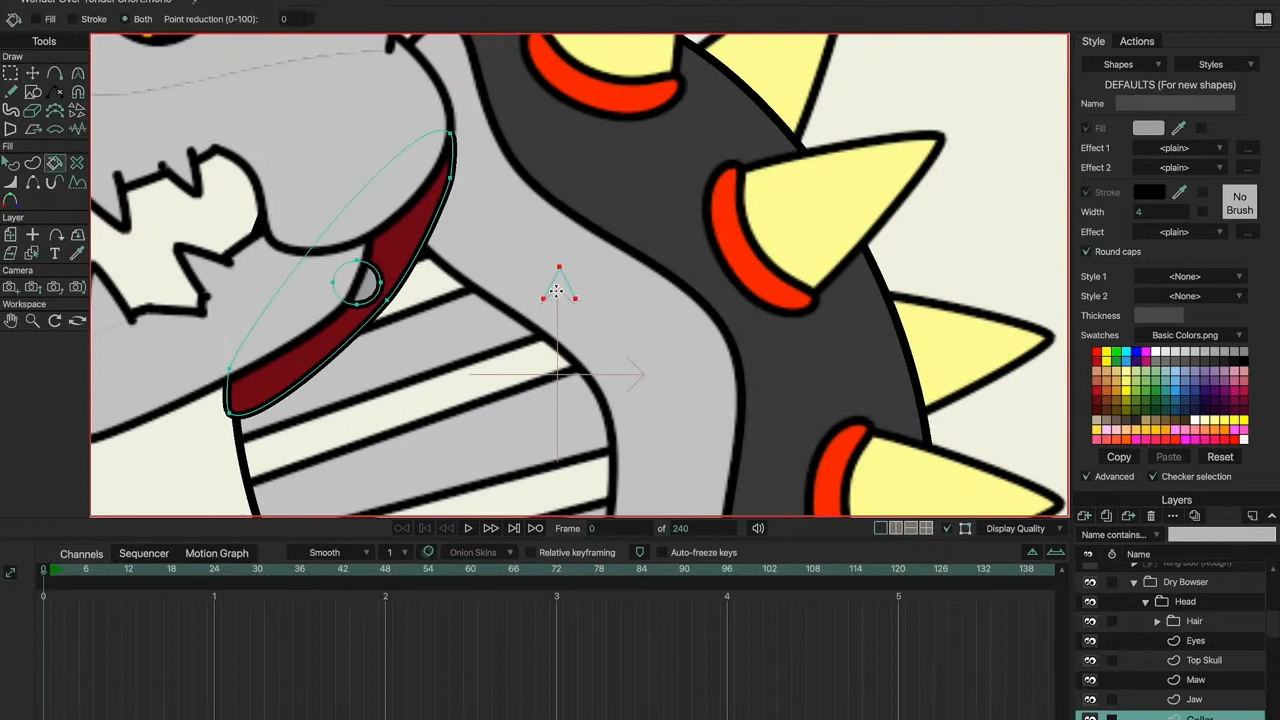 Wonder Over Yonder Short.moho
Fill Stroke Both Point reduction (0-100): 0
Tools
Draw
Fill
Layer
Camera
Workspace
Style Actions
Shapes Styles
DEFAULTS (For new shapes)
Name
Fill
Effect 1 <plain> ...
Effect 2 <plain> ...
Stroke
No Brush
Width 4
Effect <plain> ...
Round caps
Style 1 <None>
Style 2 <None>
Thickness
Swatches Basic Colors.png
Copy Paste Reset
Advanced Checker selection
Layers
Name contains...
Name
Dry Bowser
Head
Hair
Eyes
Top Skull
Maw
Jaw
Collar
Frame 0 of 240 Display Quality
Channels Sequencer Motion Graph Smooth 1 Onion Skins Relative keyframing Auto-freeze keys
0 6 12 18 24 30 36 42 48 54 60 66 72 78 84 90 96 102 108 114 120 126 132 138
0 1 2 3 4 5